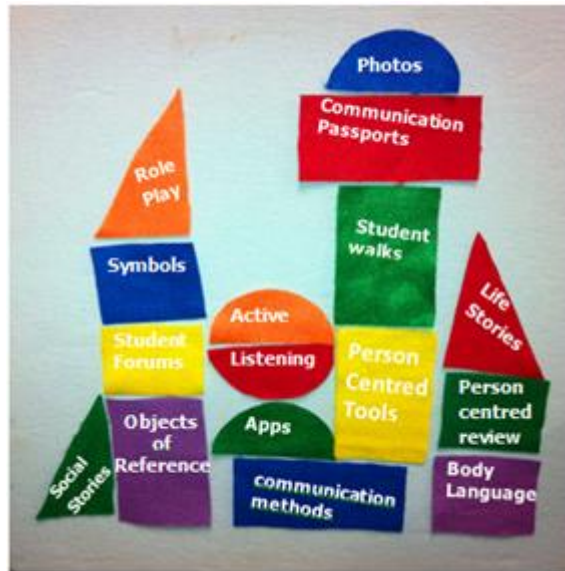 Photos
Communication
Passports
Role
Play
Student
walks
Symbols
Life
Stories
Active
Listening
Student
Forums
Person
Centred
Tools
Person
centred
review
Objects
of
Reference
Apps
Social
Stories
communication
methods
Body
Language